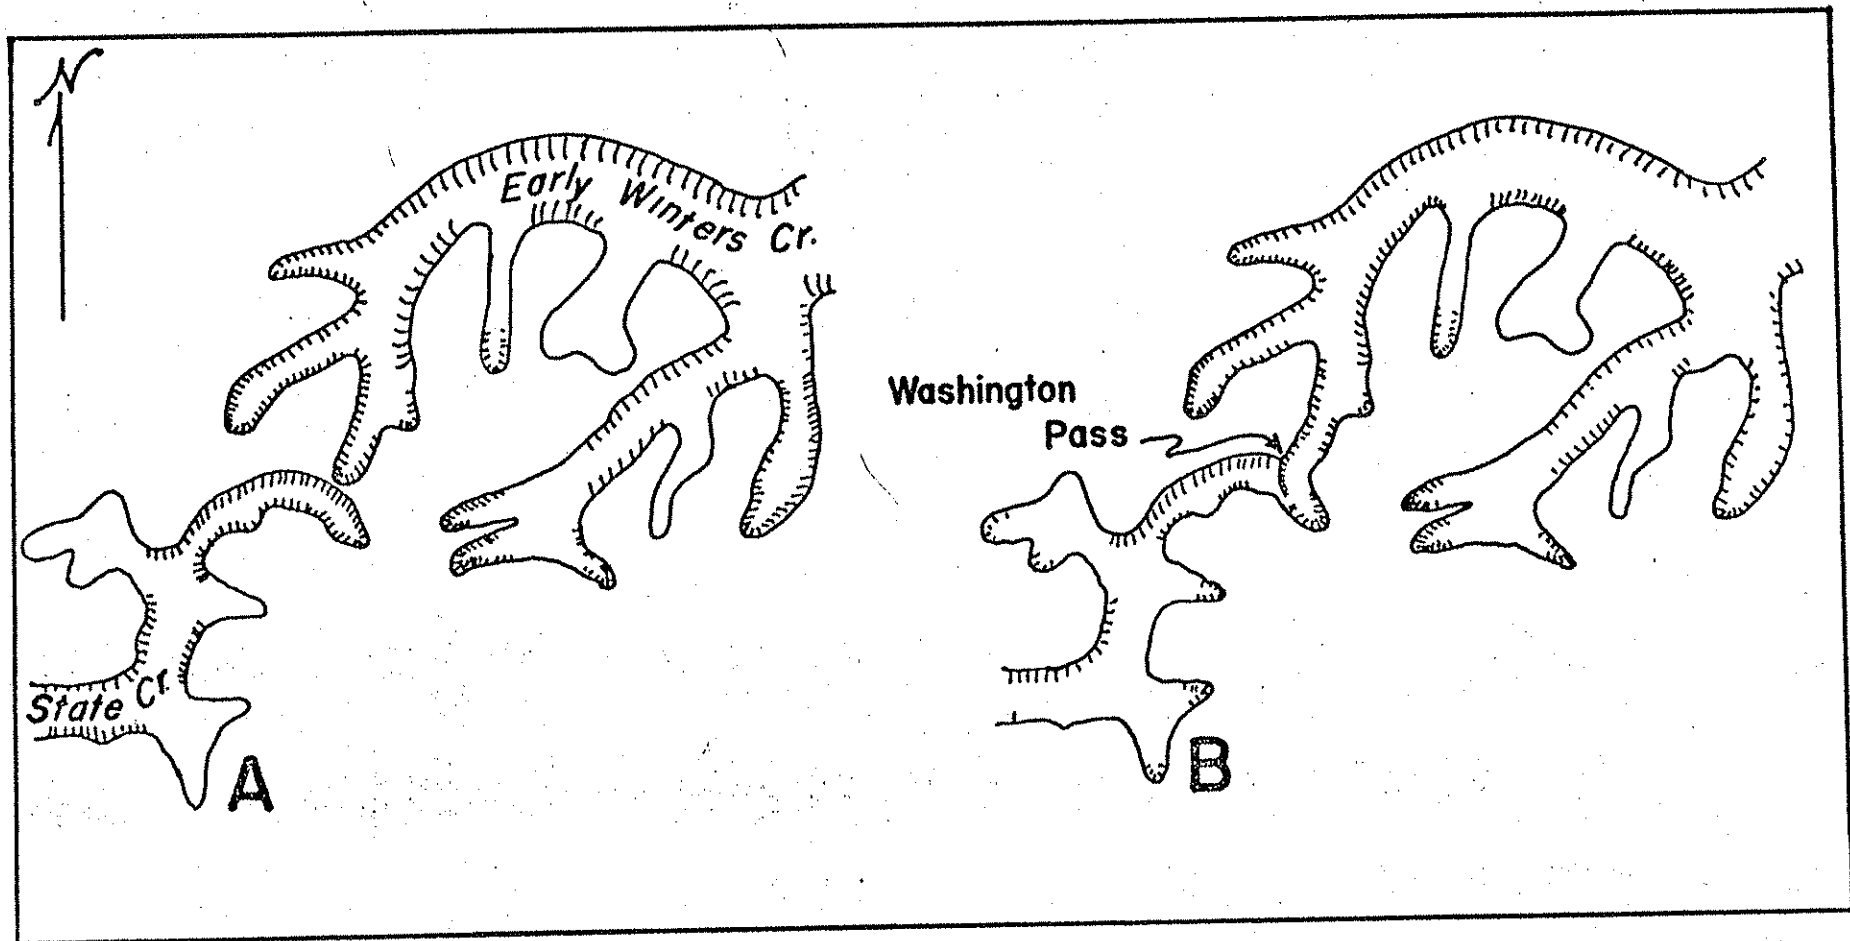 N
Early Winters Cr.
Washington
Pass
State Cr.
A
B